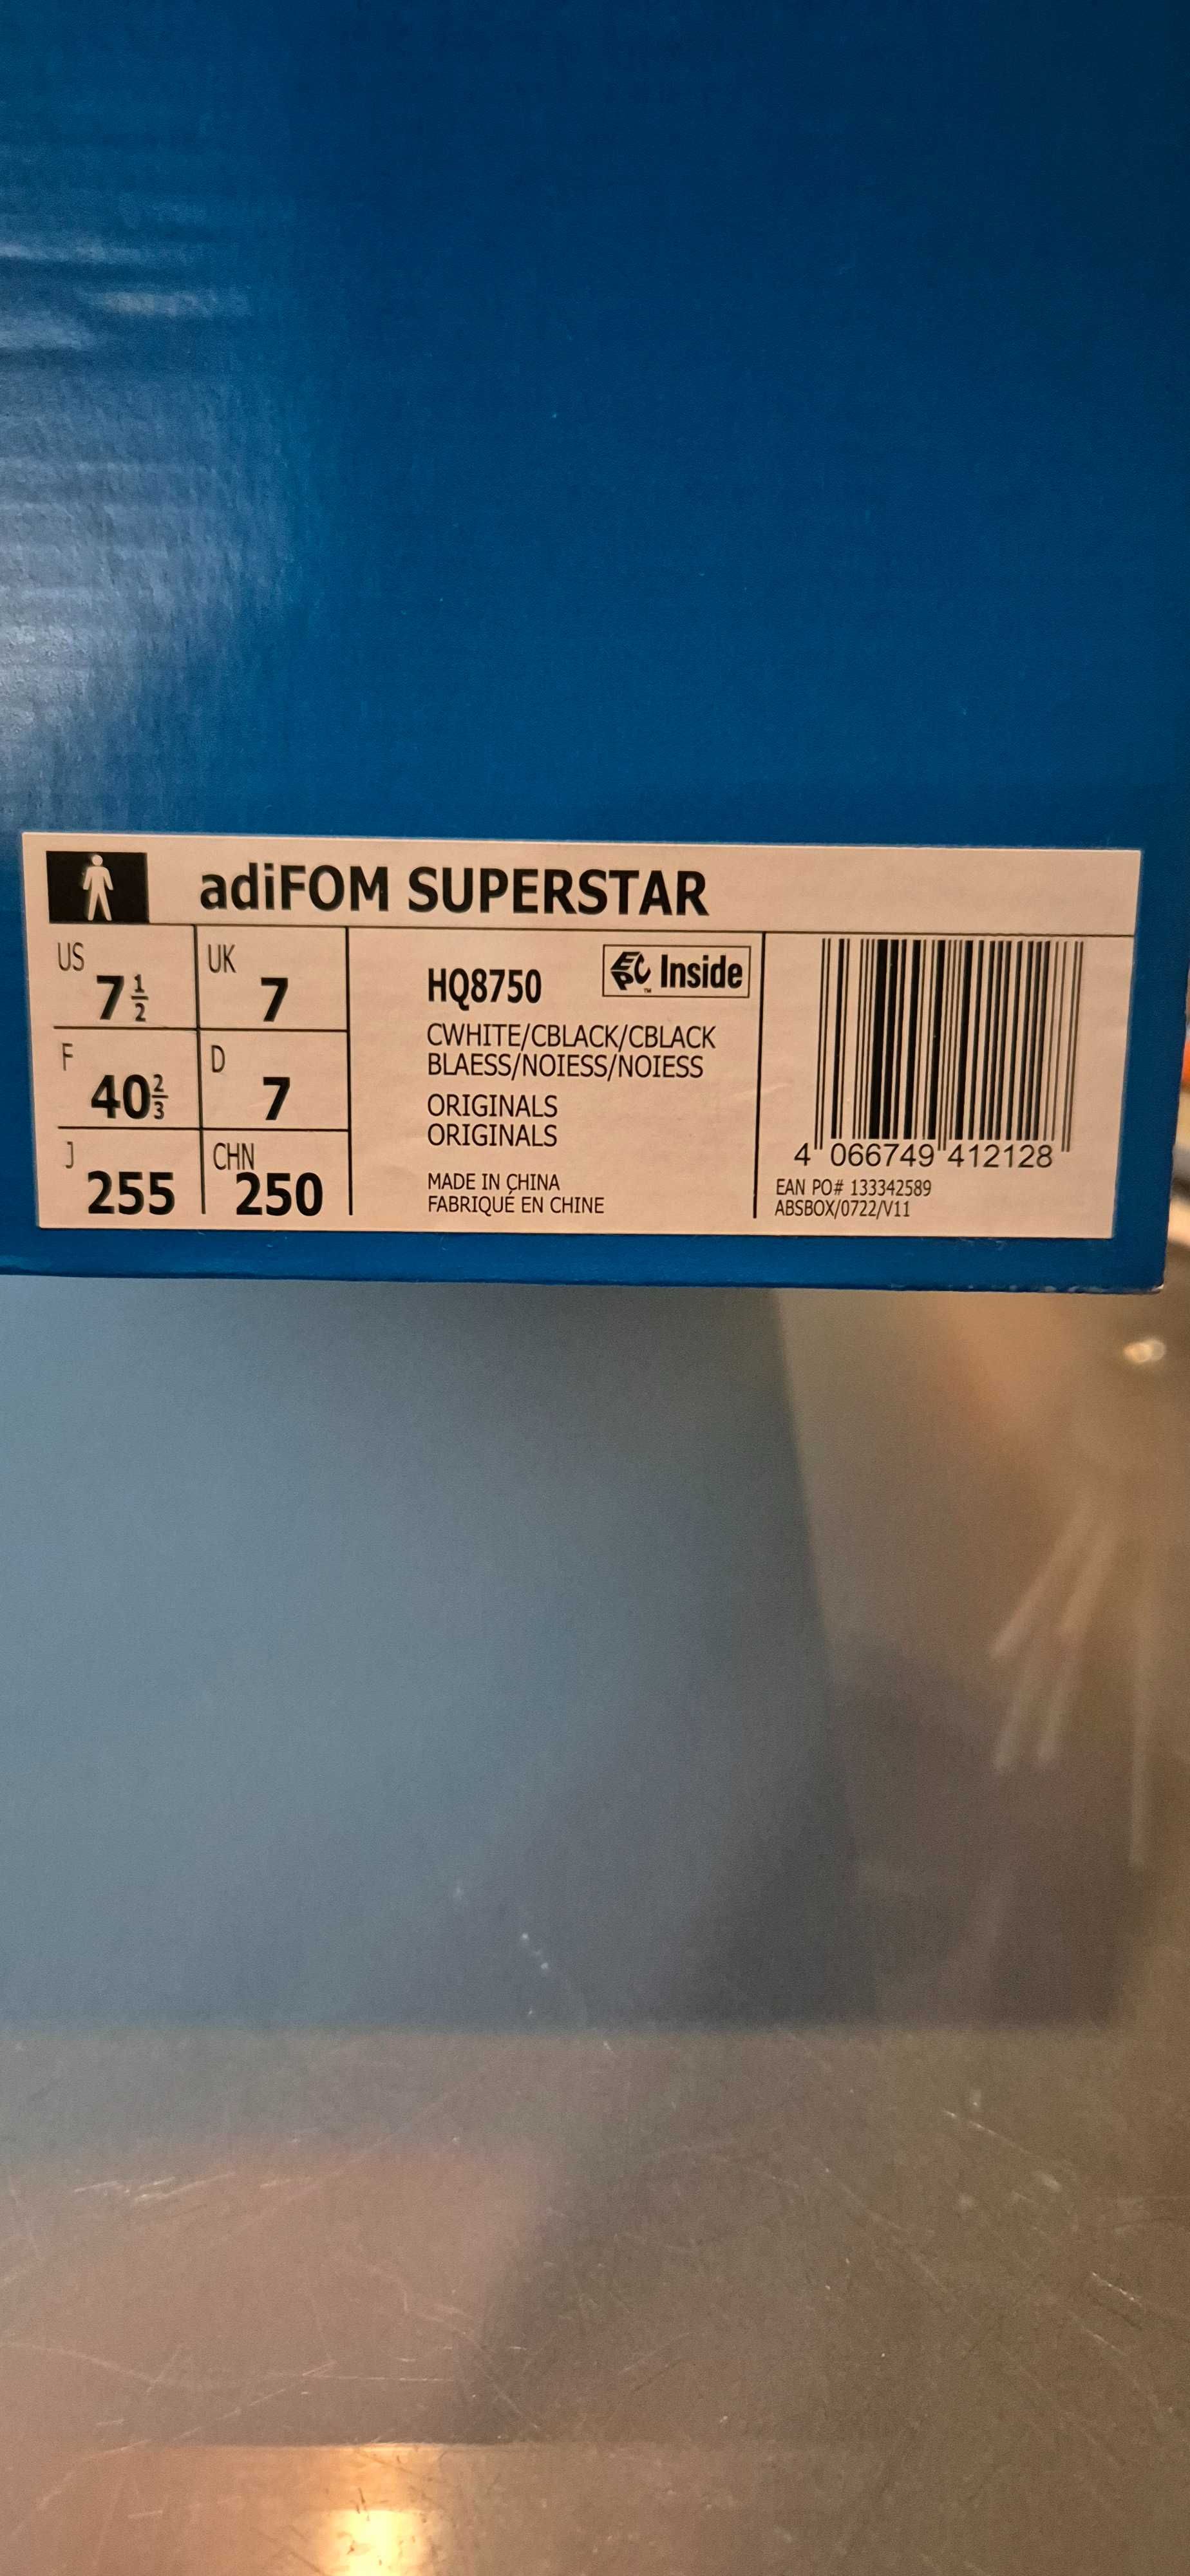 adiFOM SUPERSTAR
US 7 1/2
UK 7
F 40 2/3
D 7
J 255
CHN 250
HQ8750
EPC™ Inside
CWHITE/CBLACK/CBLACK
BLAESS/NOIESS/NOIESS
ORIGINALS
ORIGINALS
MADE IN CHINA
FABRIQUÉ EN CHINE
4 066749 412128
EAN PO# 133342589
ABSBOX/0722/V11